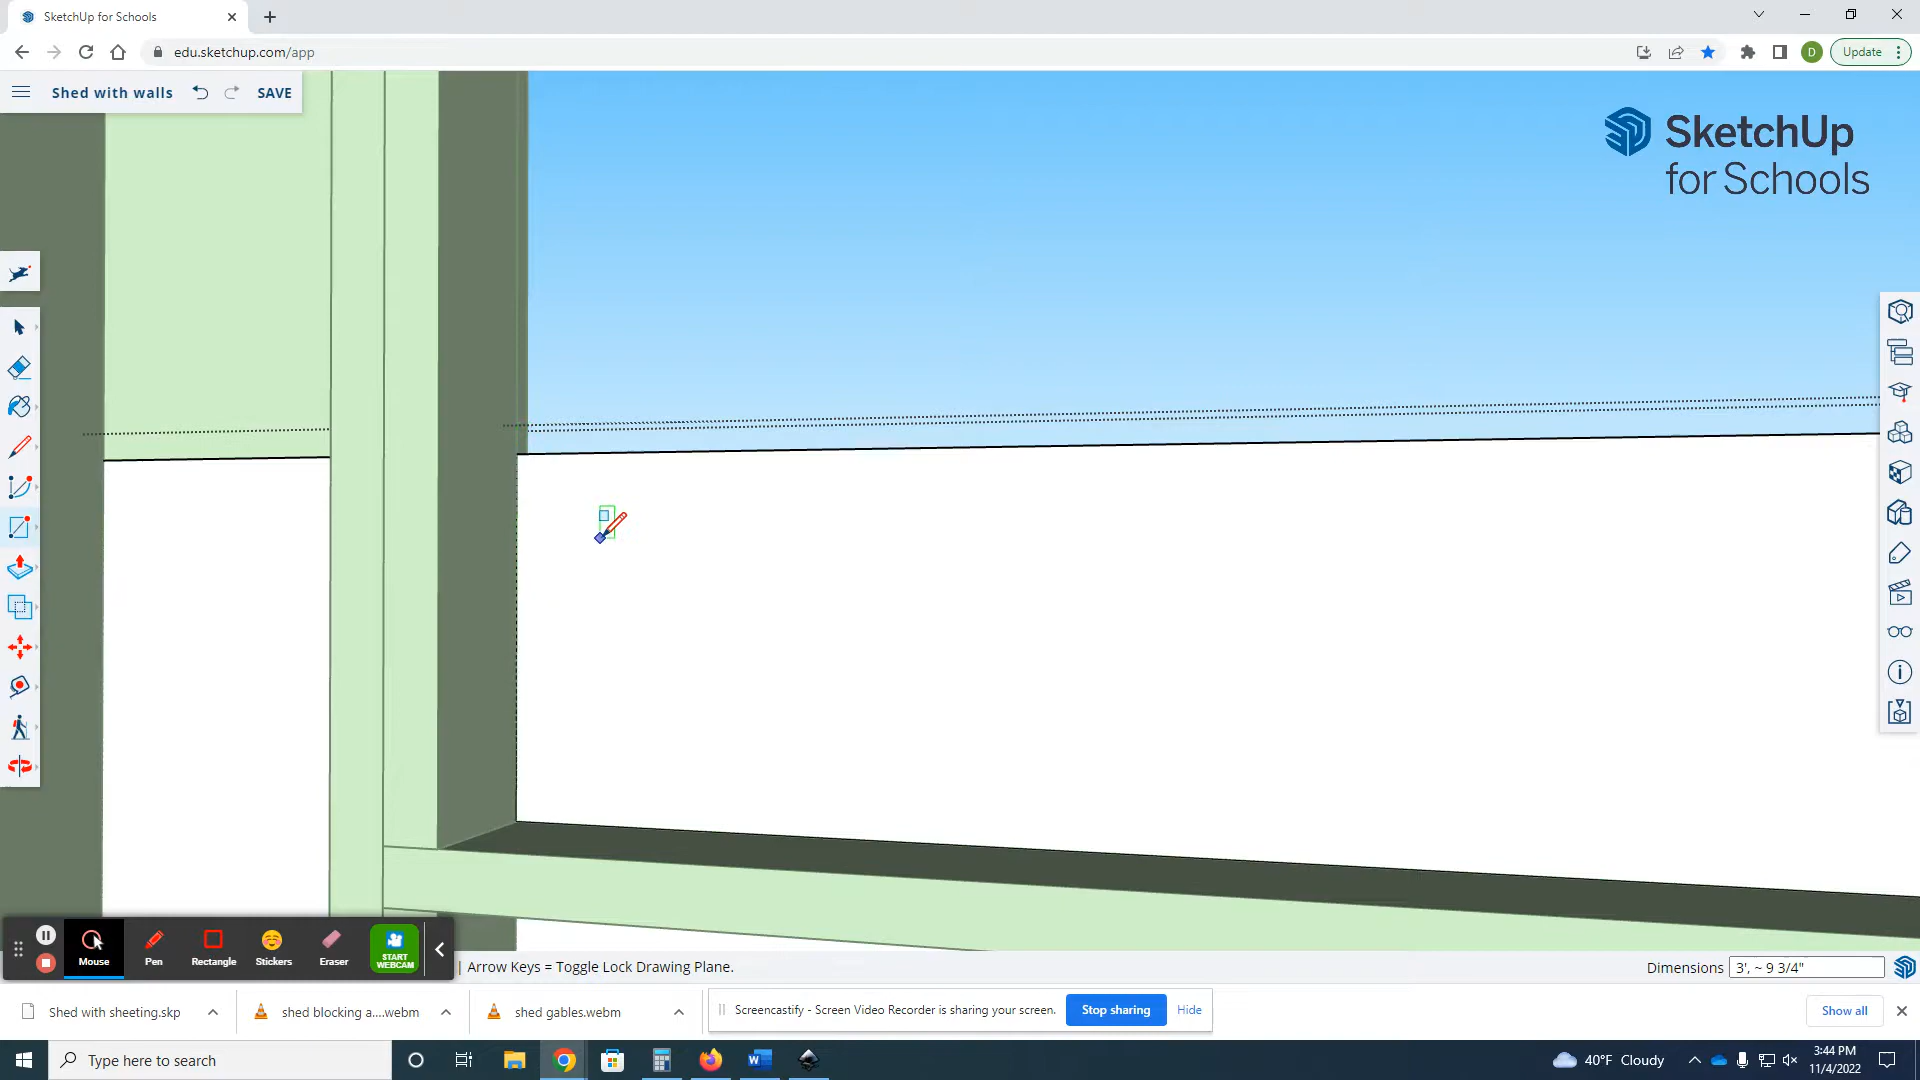 SketchUp for Schools
edu.sketchup.com/app
D
Update
Shed with walls
SAVE
SketchUp
for Schools
Mouse
Pen
Rectangle
Stickers
Eraser
START
WEBCAM
| Arrow Keys = Toggle Lock Drawing Plane.
Dimensions
3', ~ 9 3/4"
Shed with sheeting.skp
shed blocking a....webm
shed gables.webm
Screencastify - Screen Video Recorder is sharing your screen.
Stop sharing
Hide
Show all
Type here to search
40°F Cloudy
3:44 PM
11/4/2022